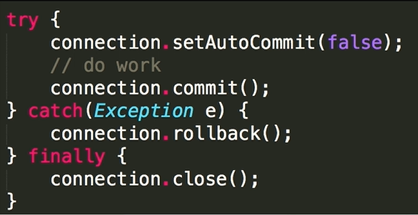 try {
    connection.setAutoCommit(false);
    // do work
    connection.commit();
} catch(Exception e) {
    connection.rollback();
} finally {
    connection.close();
}